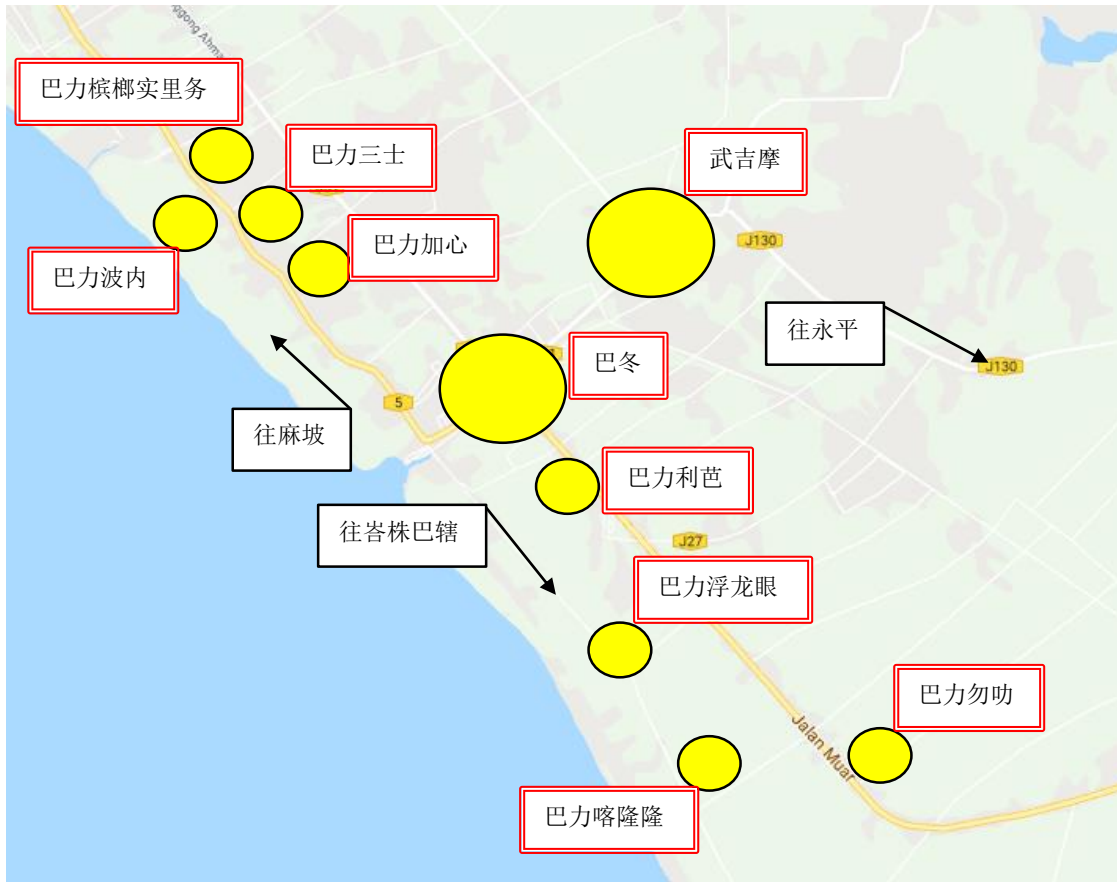 nggong Ahma
巴力槟榔实里务
巴力三士
武吉摩
巴力加心
J130
巴力波内
往永平
巴冬
J130
5
往麻坡
巴力利芭
往峇株巴辖
J27
巴力浮龙眼
巴力勿叻
Jalan Muar
巴力喀隆隆